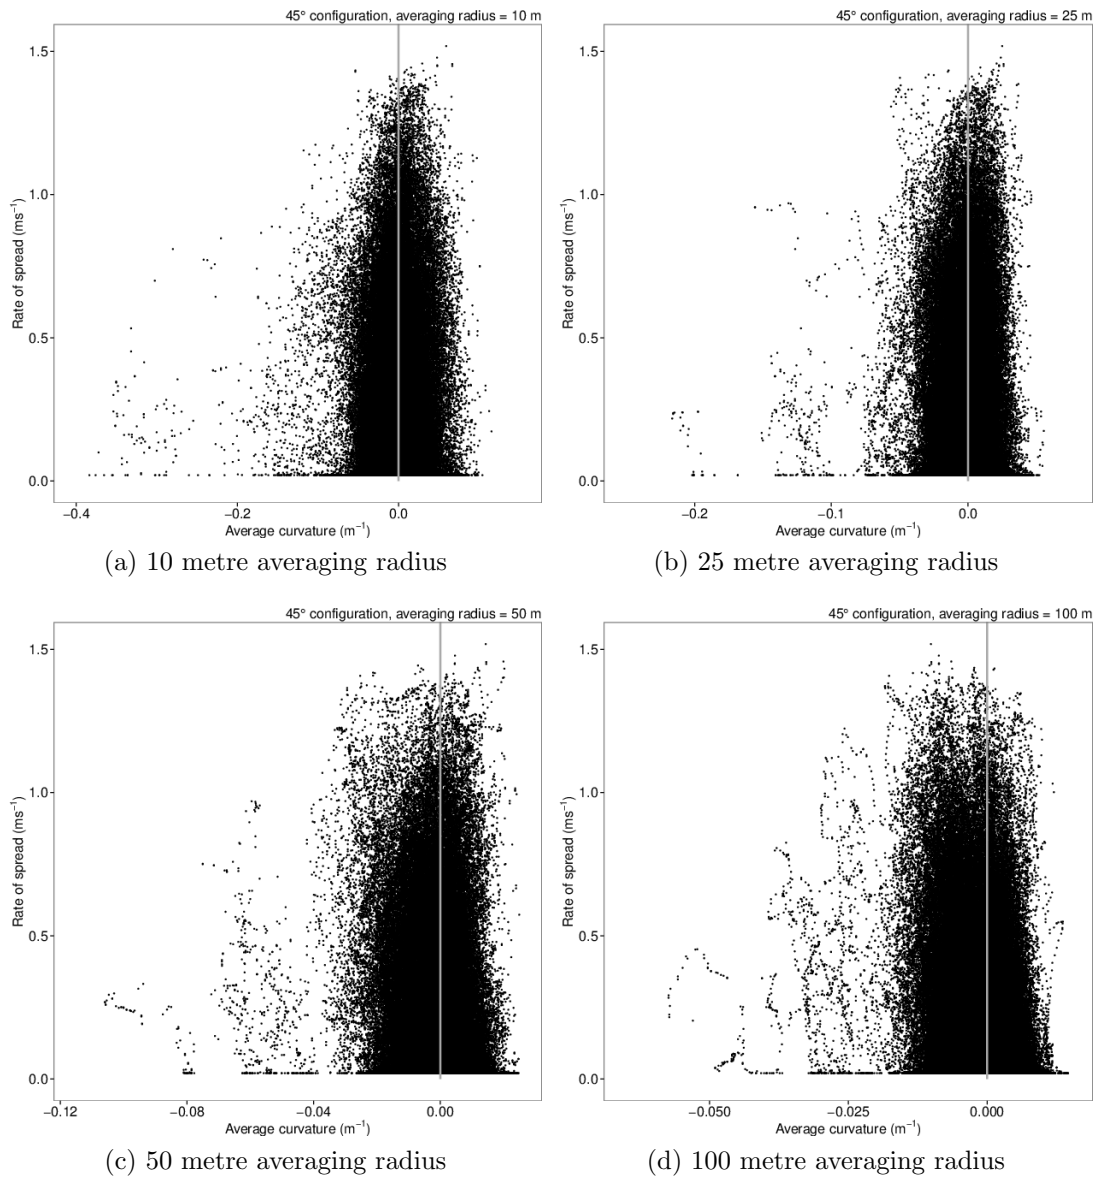 45° configuration, averaging radius = 10 m
1.5
1.0
0.5
0.0
Rate of spread (ms⁻¹)
−0.4 −0.2 0.0
Average curvature (m⁻¹)
(a) 10 metre averaging radius
45° configuration, averaging radius = 25 m
1.5
1.0
0.5
0.0
Rate of spread (ms⁻¹)
−0.2 −0.1 0.0
Average curvature (m⁻¹)
(b) 25 metre averaging radius
45° configuration, averaging radius = 50 m
1.5
1.0
0.5
0.0
Rate of spread (ms⁻¹)
−0.12 −0.08 −0.04 0.00
Average curvature (m⁻¹)
(c) 50 metre averaging radius
45° configuration, averaging radius = 100 m
1.5
1.0
0.5
0.0
Rate of spread (ms⁻¹)
−0.050 −0.025 0.000
Average curvature (m⁻¹)
(d) 100 metre averaging radius